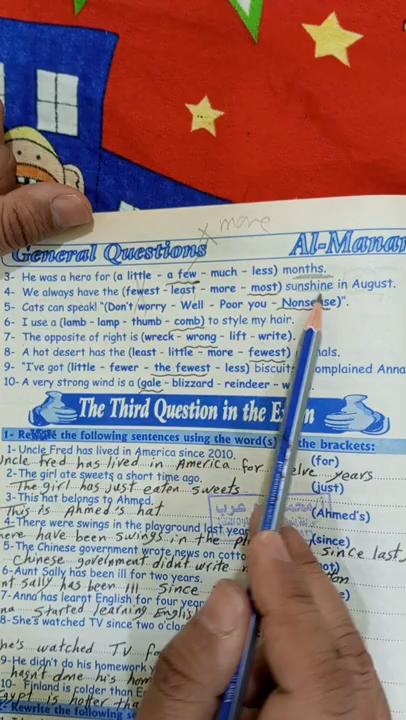 x more
General Questions Al-Manar
3- He was a hero for (a little - a few - much - less) months.
4- We always have the (fewest - least - more - most) sunshine in August.
5- Cats can speak! "(Don't worry - Well - Poor you - Nonsense)".
6- I use a (lamb - lamp - thumb - comb) to style my hair.
7- The opposite of right is (wreck - wrong - lift - write).
8- A hot desert has the (least - little - more - fewest)
9- "I've got (little - fewer - the fewest - less) biscuits complained Anna
10- A very strong wind is a (gale - blizzard - reindeer -
The Third Question in the Exam
1- Rewrite the following sentences using the word(s) the brackets:
1- Uncle Fred has lived in America since 2010. (for)
Uncle Fred has lived in America for years
2- The girl ate sweets a short time ago. (just)
The girl has just eaten sweets
3- This hat belongs to Ahmed. (Ahmed's)
This is Ahmed's hat
4- There were swings in the playground last year. (since)
here have been swings in the since last
5- The Chinese government wrote news on cotton
Chinese government didn't write
6- Aunt Sally has been ill for two years.
nt Sally has been ill since
7- Anna has learnt English for four
na started learning English
8- She's watched TV since two o'clock
he's watched TV
9- He didn't do his homework
hasn't done his
10- Finland is colder than
gypt is hotter
2- Rewrite the following